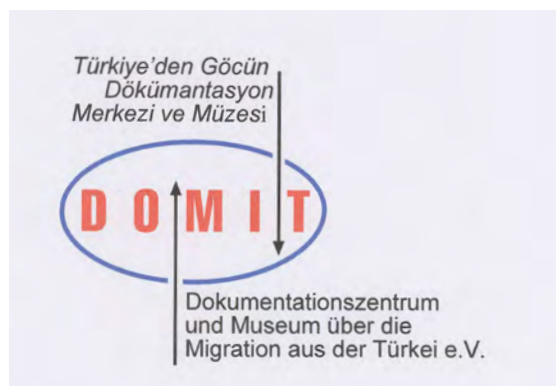 Türkiye'den Göcün
Dökümantasyon
Merkezi ve Müzesi
DOMIT
Dokumentationszentrum
und Museum über die
Migration aus der Türkei e.V.